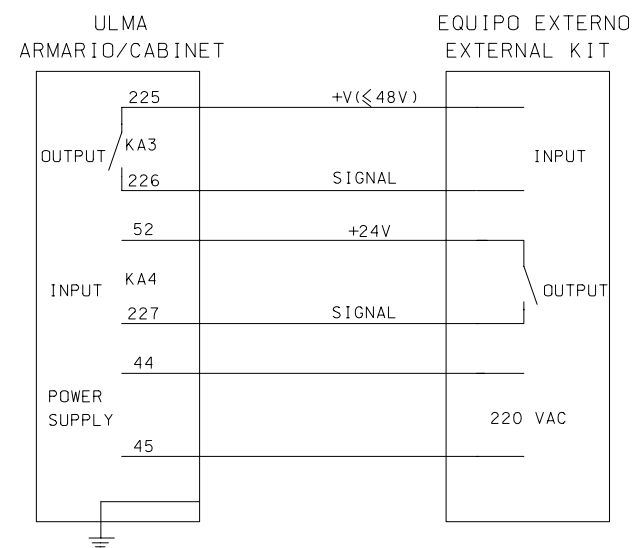 ULMA
ARMARIO/CABINET
EQUIPO EXTERNO
EXTERNAL KIT
225
+V(≤48V)
KA3
OUTPUT
INPUT
226
SIGNAL
52
+24V
KA4
INPUT
OUTPUT
227
SIGNAL
44
POWER
SUPPLY
220 VAC
45